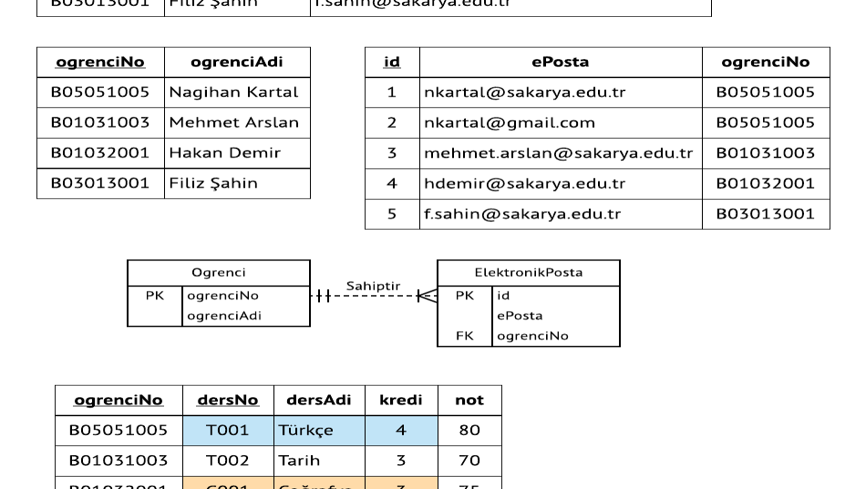 B03013001 Filiz Şahin f.sahin@sakarya.edu.tr
ogrenciNo ogrenciAdi
B05051005 Nagihan Kartal
B01031003 Mehmet Arslan
B01032001 Hakan Demir
B03013001 Filiz Şahin
id ePosta ogrenciNo
1 nkartal@sakarya.edu.tr B05051005
2 nkartal@gmail.com B05051005
3 mehmet.arslan@sakarya.edu.tr B01031003
4 hdemir@sakarya.edu.tr B01032001
5 f.sahin@sakarya.edu.tr B03013001
Ogrenci
PK ogrenciNo
ogrenciAdi
Sahiptir
ElektronikPosta
PK id
ePosta
FK ogrenciNo
ogrenciNo dersNo dersAdi kredi not
B05051005 T001 Türkçe 4 80
B01031003 T002 Tarih 3 70
B01032001 C001 Coğrafya 3 75